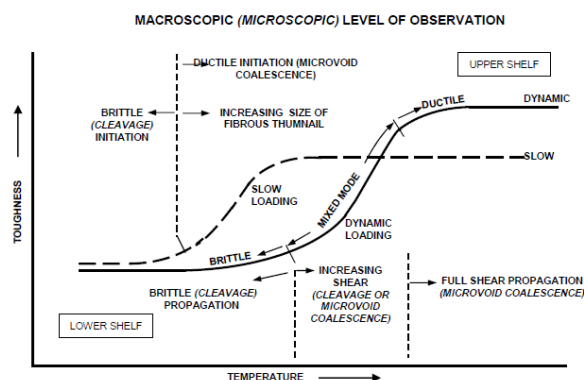 MACROSCOPIC (MICROSCOPIC) LEVEL OF OBSERVATION
DUCTILE INITIATION (MICROVOID
COALESCENCE)
UPPER SHELF
BRITTLE
(CLEAVAGE)
INITIATION
INCREASING SIZE OF
FIBROUS THUMNAIL
DUCTILE
DYNAMIC
SLOW
SLOW
LOADING
MIXED MODE
DYNAMIC
LOADING
BRITTLE
BRITTLE (CLEAVAGE)
PROPAGATION
INCREASING
SHEAR
(CLEAVAGE OR
MICROVOID
COALESCENCE)
FULL SHEAR PROPAGATION
(MICROVOID COALESCENCE)
LOWER SHELF
TOUGHNESS
TEMPERATURE